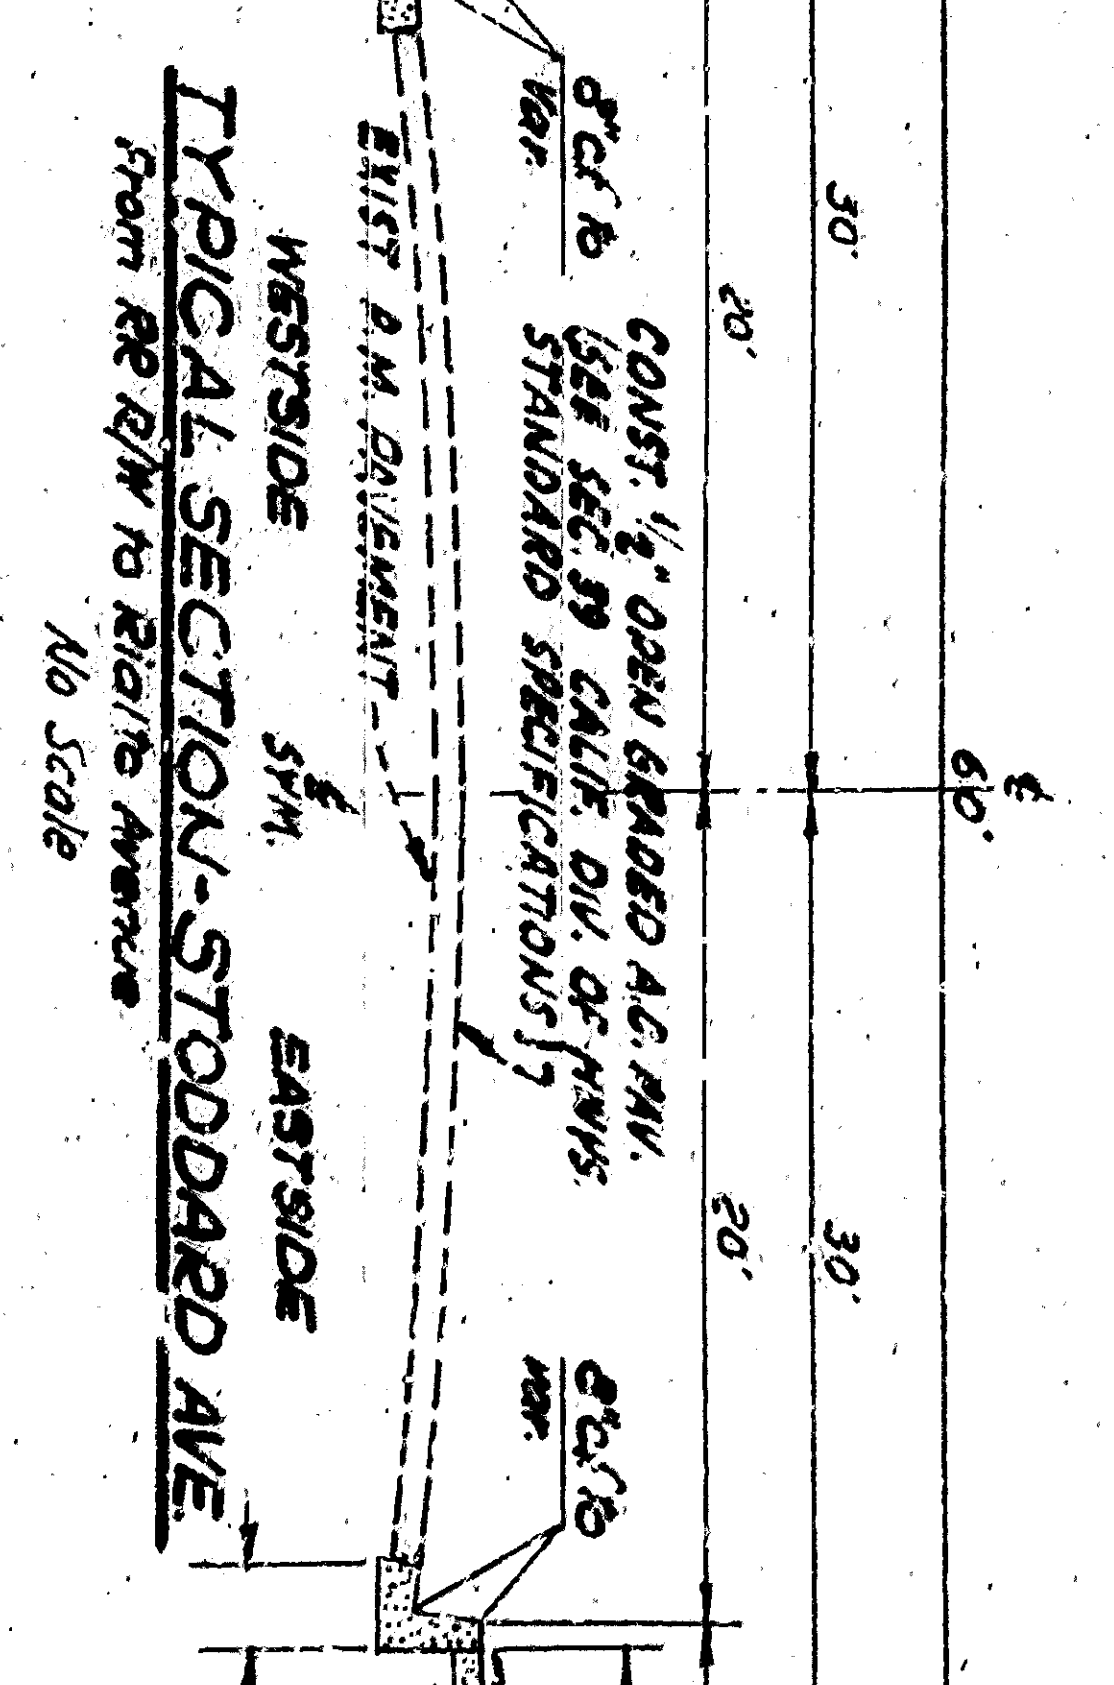 60'
30'
30'
20'
20'
CONST. 1/2" OPEN GRADED A.C. PAV.
(SEE SEC. 39 CALIF. DIV. OF HWYS.
STANDARD SPECIFICATIONS)
8" CF to
Var.
8" CF to
Var.
EXIST P.M. PAVEMENT
WESTSIDE
SYM.
EASTSIDE
TYPICAL SECTION-STODDARD AVE.
From RR R/W to Rialto Avenue
No Scale